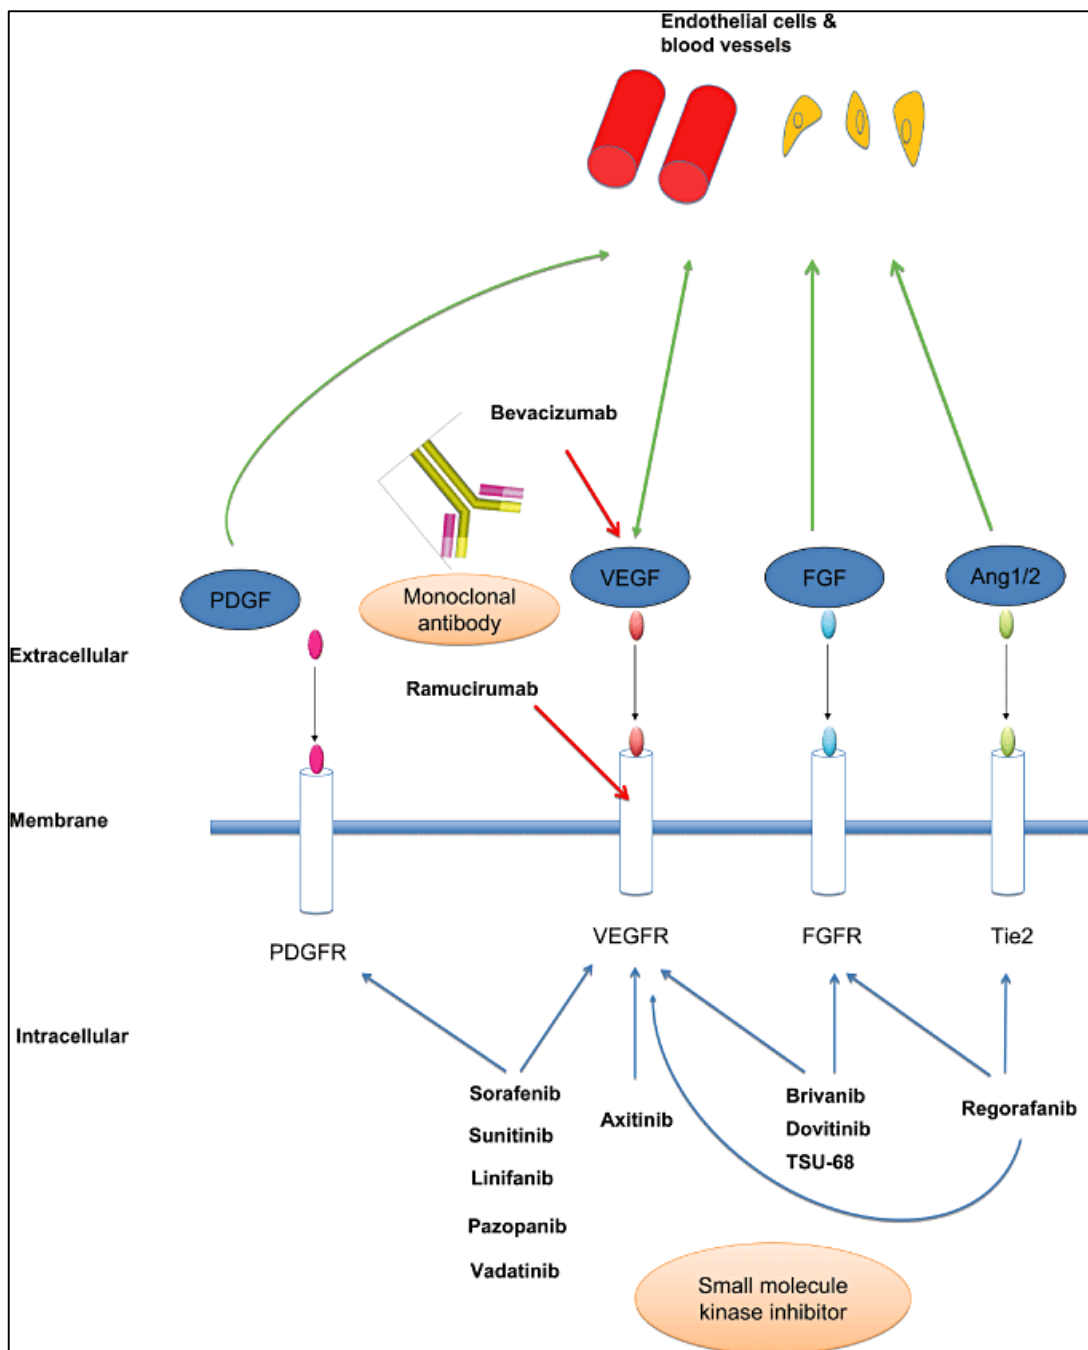 Endothelial cells &
blood vessels
Bevacizumab
PDGF
Monoclonal
antibody
VEGF
FGF
Ang1/2
Extracellular
Ramucirumab
Membrane
PDGFR
VEGFR
FGFR
Tie2
Intracellular
Sorafenib
Sunitinib
Linifanib
Pazopanib
Vadatinib
Axitinib
Brivanib
Dovitinib
TSU-68
Regorafanib
Small molecule
kinase inhibitor